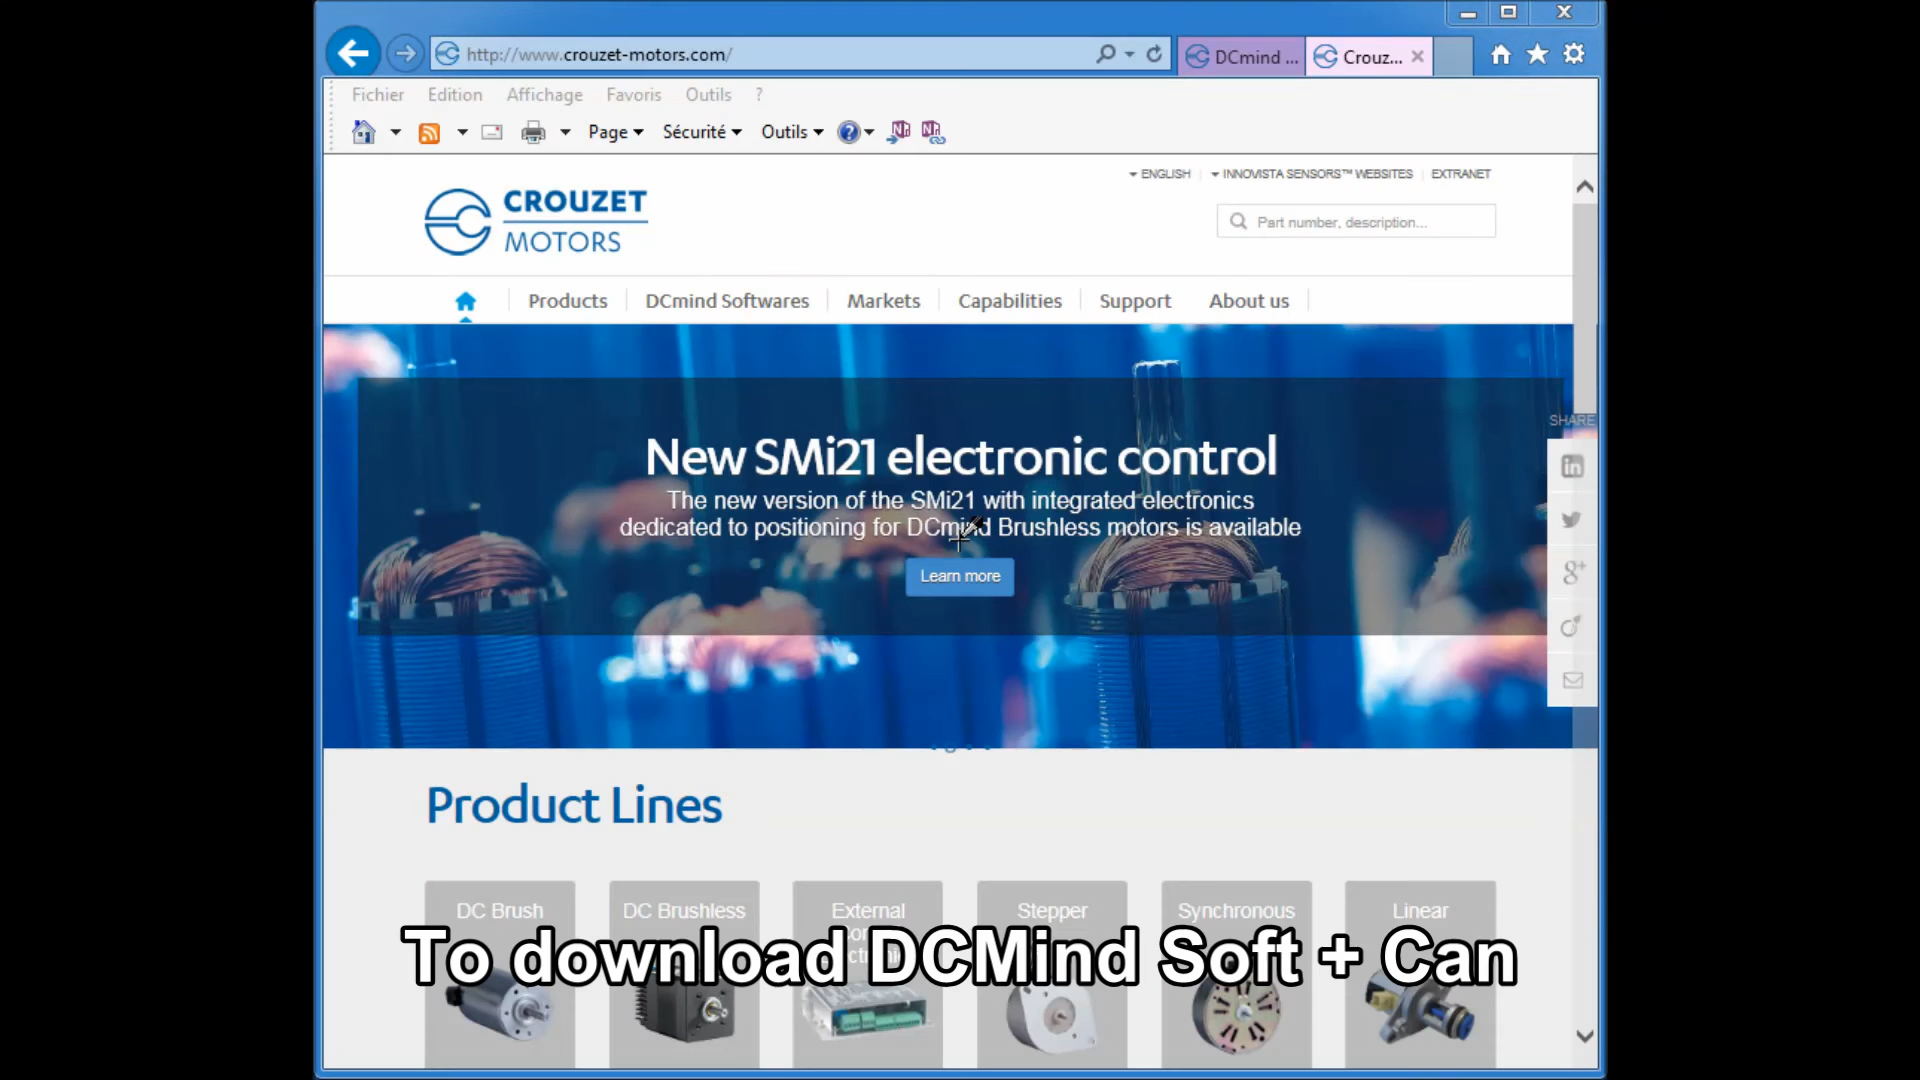 http://www.crouzet-motors.com/
DCmind ...
Crouz...
Fichier Edition Affichage Favoris Outils ?
Page Sécurité Outils
ENGLISH INNOVISTA SENSORS™ WEBSITES EXTRANET
CROUZET
MOTORS
Part number, description...
Products DCmind Softwares Markets Capabilities Support About us
SHARE
New SMi21 electronic control
The new version of the SMi21 with integrated electronics
dedicated to positioning for DCmind Brushless motors is available
Learn more
Product Lines
DC Brush DC Brushless External Stepper Synchronous Linear
To download DCMind Soft + Can